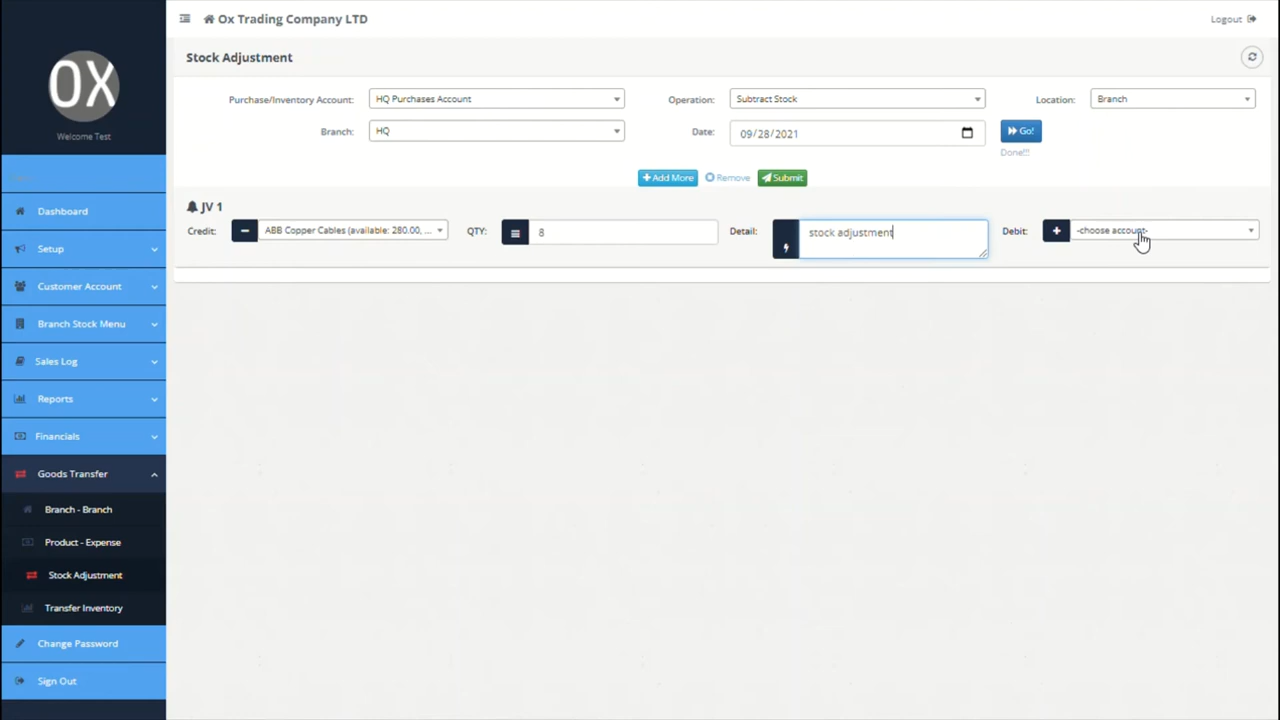 Ox Trading Company LTD
Logout
OX
Welcome Test
Stock Adjustment
Purchase/Inventory Account: HQ Purchases Account Operation: Subtract Stock Location: Branch
Branch: HQ Date: 09/28/2021 Go!
Done!!!
Add More Remove Submit
JV 1
Credit: ABB Copper Cables (available: 280.00, ... QTY: 8 Detail: stock adjustment Debit: -choose account-
Dashboard
Setup
Customer Account
Branch Stock Menu
Sales Log
Reports
Financials
Goods Transfer
Branch - Branch
Product - Expense
Stock Adjustment
Transfer Inventory
Change Password
Sign Out